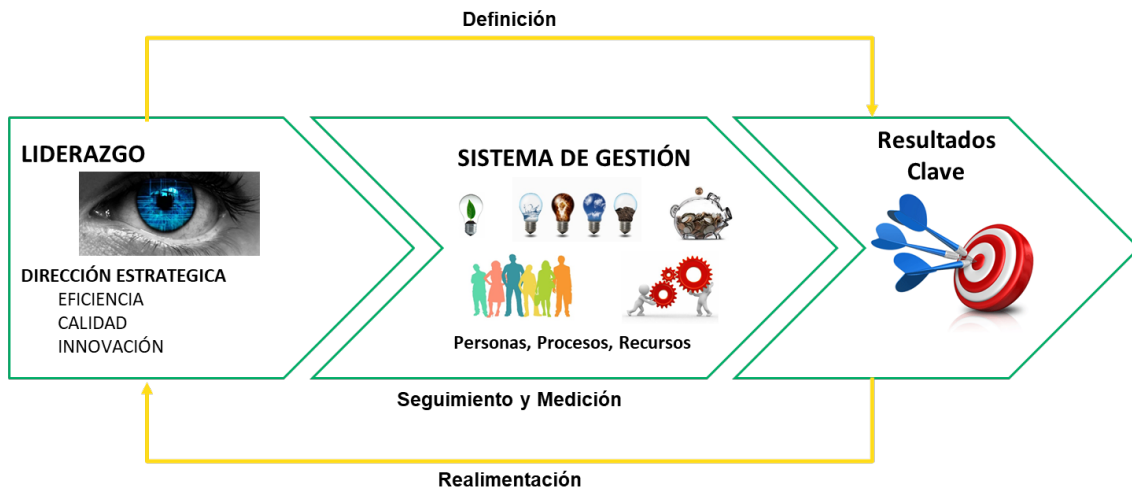 Definición
LIDERAZGO
DIRECCIÓN ESTRATEGICA
EFICIENCIA
CALIDAD
INNOVACIÓN
SISTEMA DE GESTIÓN
Personas, Procesos, Recursos
Resultados
Clave
Seguimiento y Medición
Realimentación